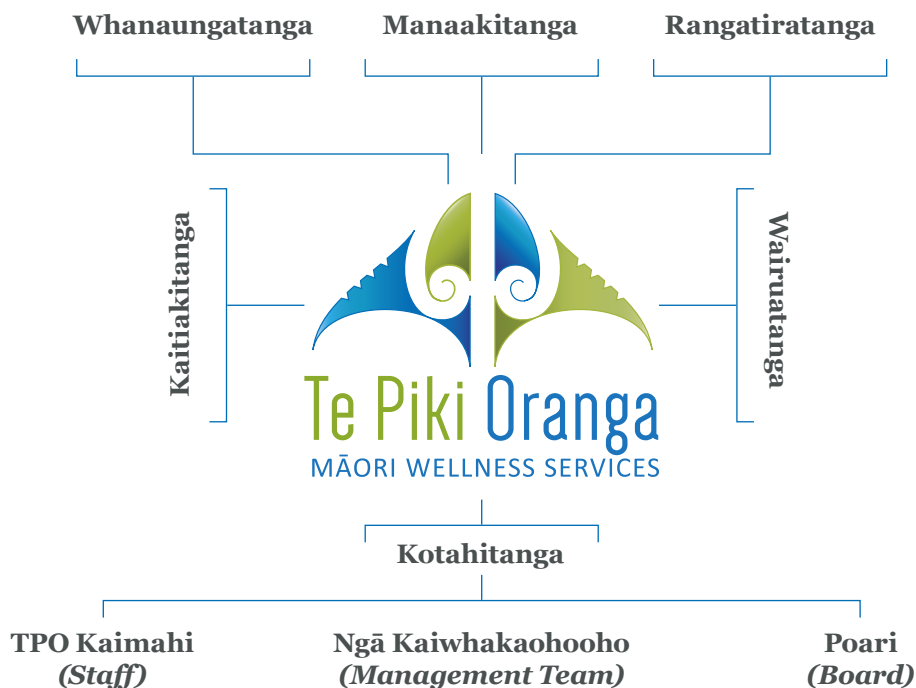 Whanaungatanga
Manaakitanga
Rangatiratanga
Kaitiakitanga
Wairuatanga
Te Piki Oranga
MĀORI WELLNESS SERVICES
Kotahitanga
TPO Kaimahi
(Staff)
Ngā Kaiwhakaohooho
(Management Team)
Poari
(Board)